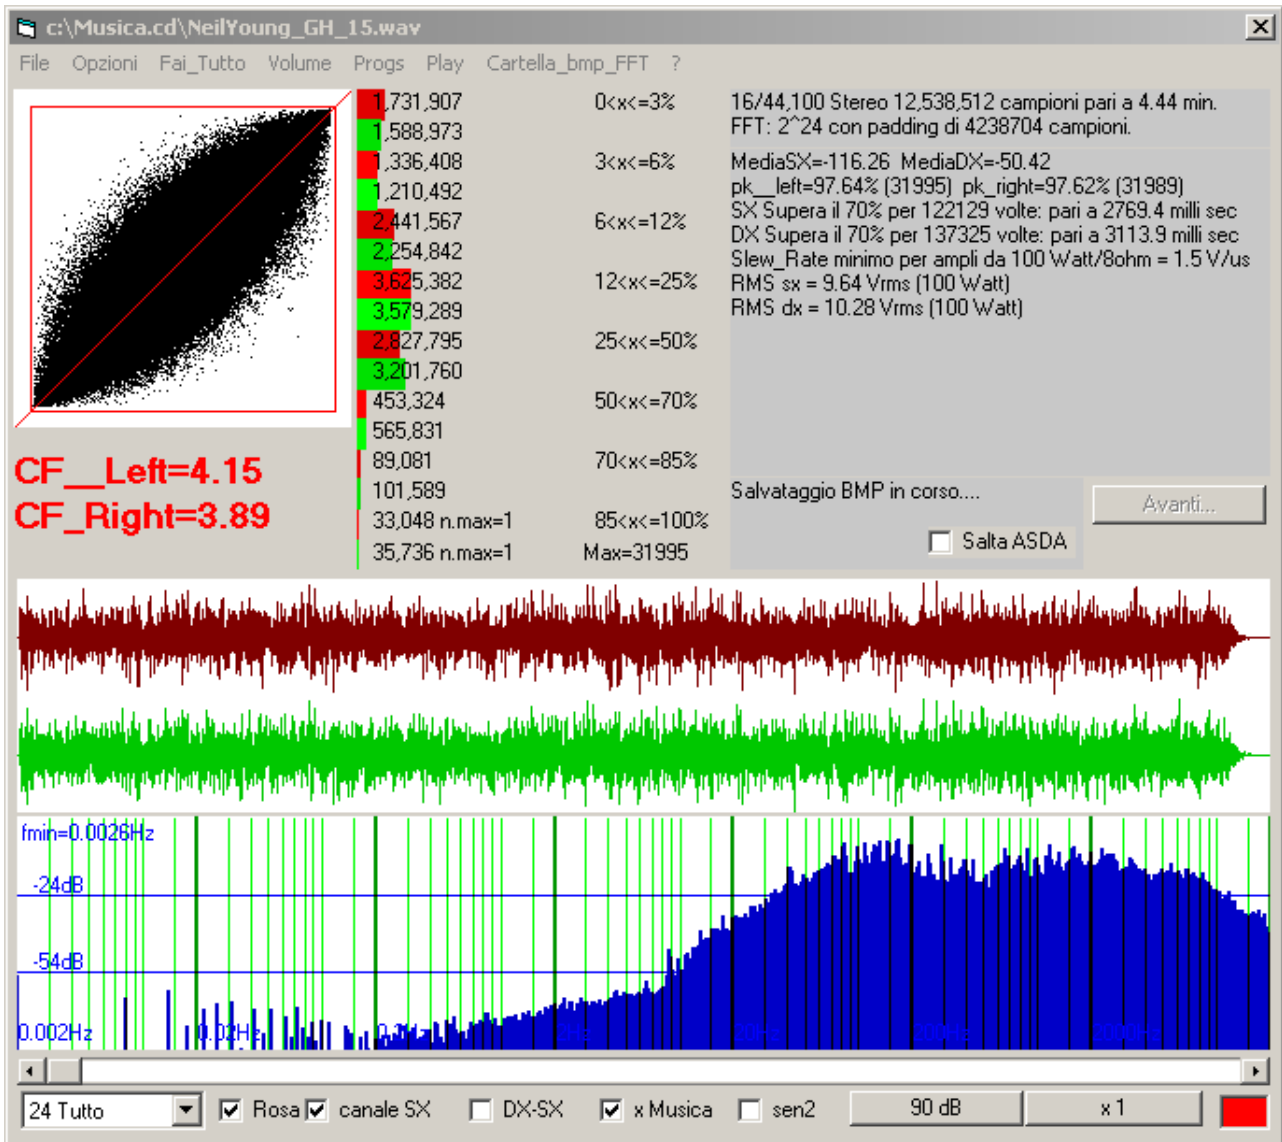 c:\Musica.cd\NeilYoung_GH_15.wav
File Opzioni Fai_Tutto Volume Progs Play Cartella_bmp_FFT ?
1,731,907 0<x<=3%
1,588,973
1,336,408 3<x<=6%
1,210,492
2,441,567 6<x<=12%
2,254,842
3,625,382 12<x<=25%
3,579,289
2,827,795 25<x<=50%
3,201,760
453,324 50<x<=70%
565,831
89,081 70<x<=85%
101,589
33,048 n.max=1 85<x<=100%
35,736 n.max=1 Max=31995
16/44,100 Stereo 12,538,512 campioni pari a 4.44 min.
FFT: 2^24 con padding di 4238704 campioni.
MediaSX=-116.26 MediaDX=-50.42
pk__left=97.64% (31995) pk_right=97.62% (31989)
SX Supera il 70% per 122129 volte: pari a 2769.4 milli sec
DX Supera il 70% per 137325 volte: pari a 3113.9 milli sec
Slew_Rate minimo per ampli da 100 Watt/8ohm = 1.5 V/us
RMS sx = 9.64 Vrms (100 Watt)
RMS dx = 10.28 Vrms (100 Watt)
CF__Left=4.15
CF_Right=3.89
Salvataggio BMP in corso....
Salta ASDA
Avanti...
fmin=0.0026Hz
-24dB
-54dB
0.002Hz 0.02Hz 0.2Hz 2Hz 20Hz 200Hz 2000Hz
24 Tutto Rosa canale SX DX-SX x Musica sen2 90 dB x 1